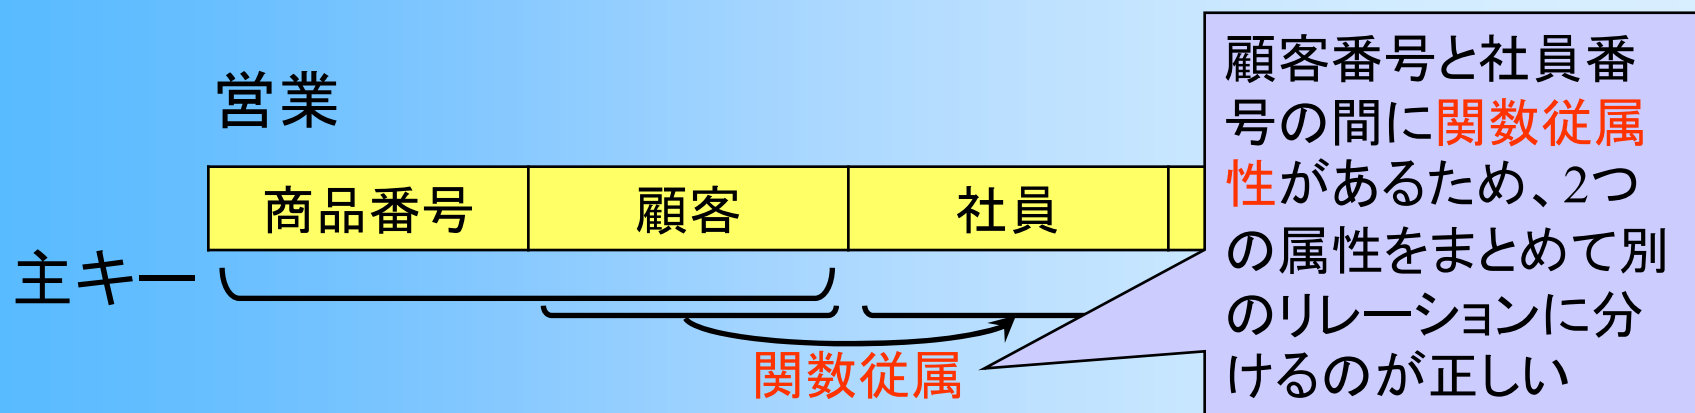 営業
商品番号 顧客 社員
主キー
関数従属
顧客番号と社員番
号の間に関数従属
性があるため、2つ
の属性をまとめて別
のリレーションに分
けるのが正しい